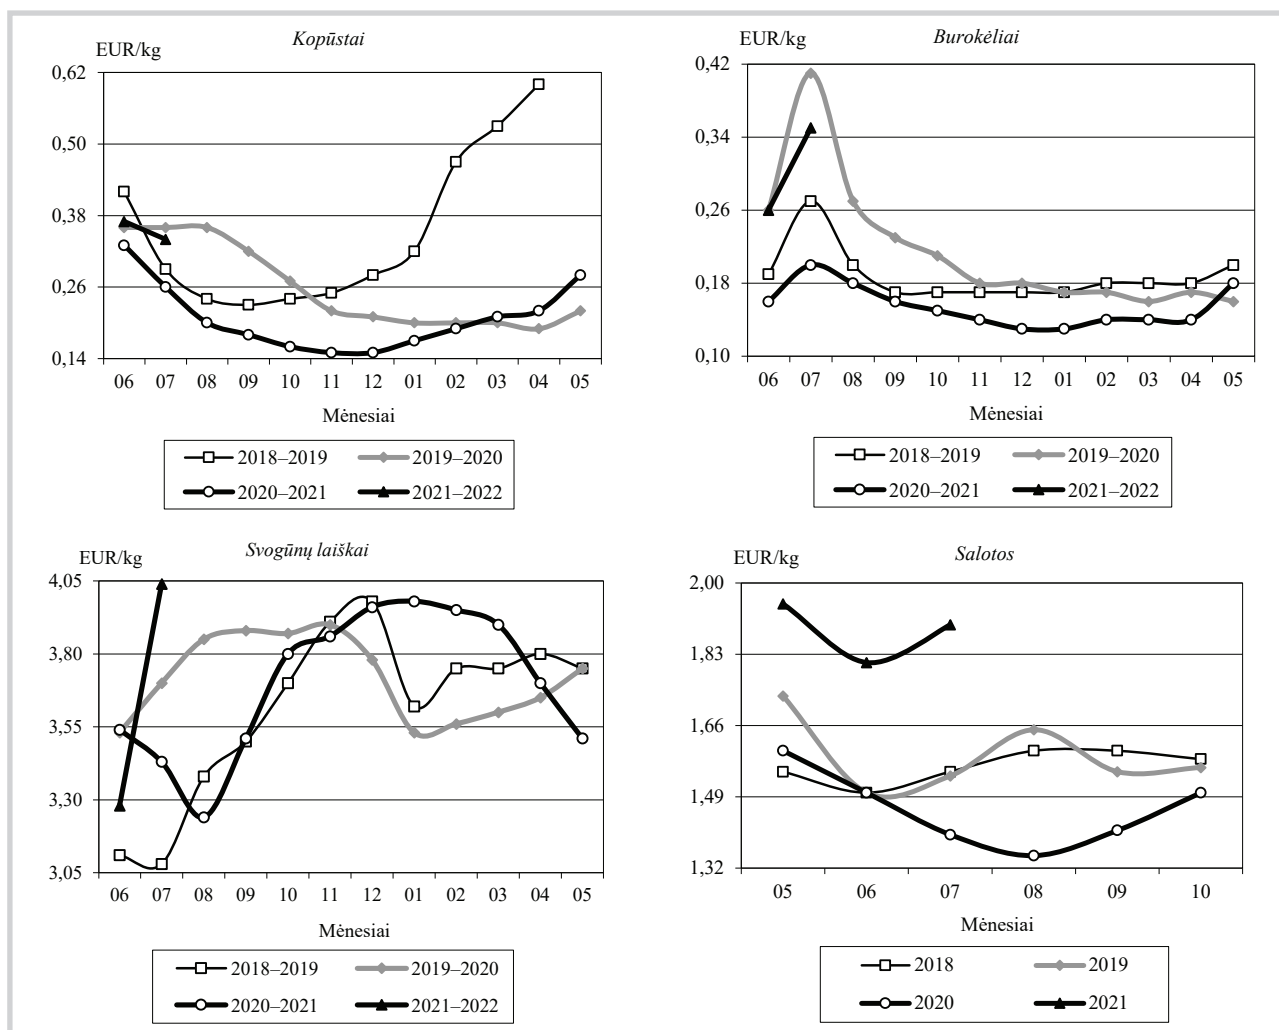 Kopūstai
EUR/kg
0,62
0,50
0,38
0,26
0,14
06 07 08 09 10 11 12 01 02 03 04 05
Mėnesiai
2018–2019 2019–2020
2020–2021 2021–2022
Burokėliai
EUR/kg
0,42
0,34
0,26
0,18
0,10
06 07 08 09 10 11 12 01 02 03 04 05
Mėnesiai
2018–2019 2019–2020
2020–2021 2021–2022
Svogūnų laiškai
EUR/kg
4,05
3,80
3,55
3,30
3,05
06 07 08 09 10 11 12 01 02 03 04 05
Mėnesiai
2018–2019 2019–2020
2020–2021 2021–2022
Salotos
EUR/kg
2,00
1,83
1,66
1,49
1,32
05 06 07 08 09 10
Mėnesiai
2018 2019
2020 2021